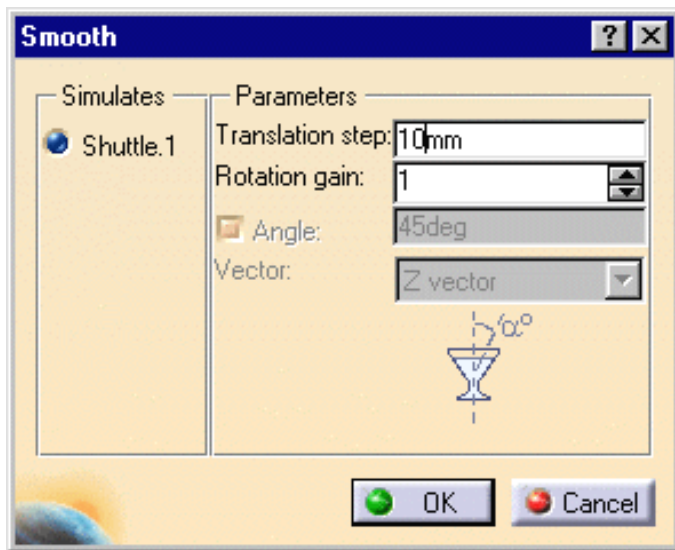 Smooth
Simulates
Shuttle.1
Parameters
Translation step: 10mm
Rotation gain: 1
Angle: 45deg
Vector: Z vector
α°
OK Cancel